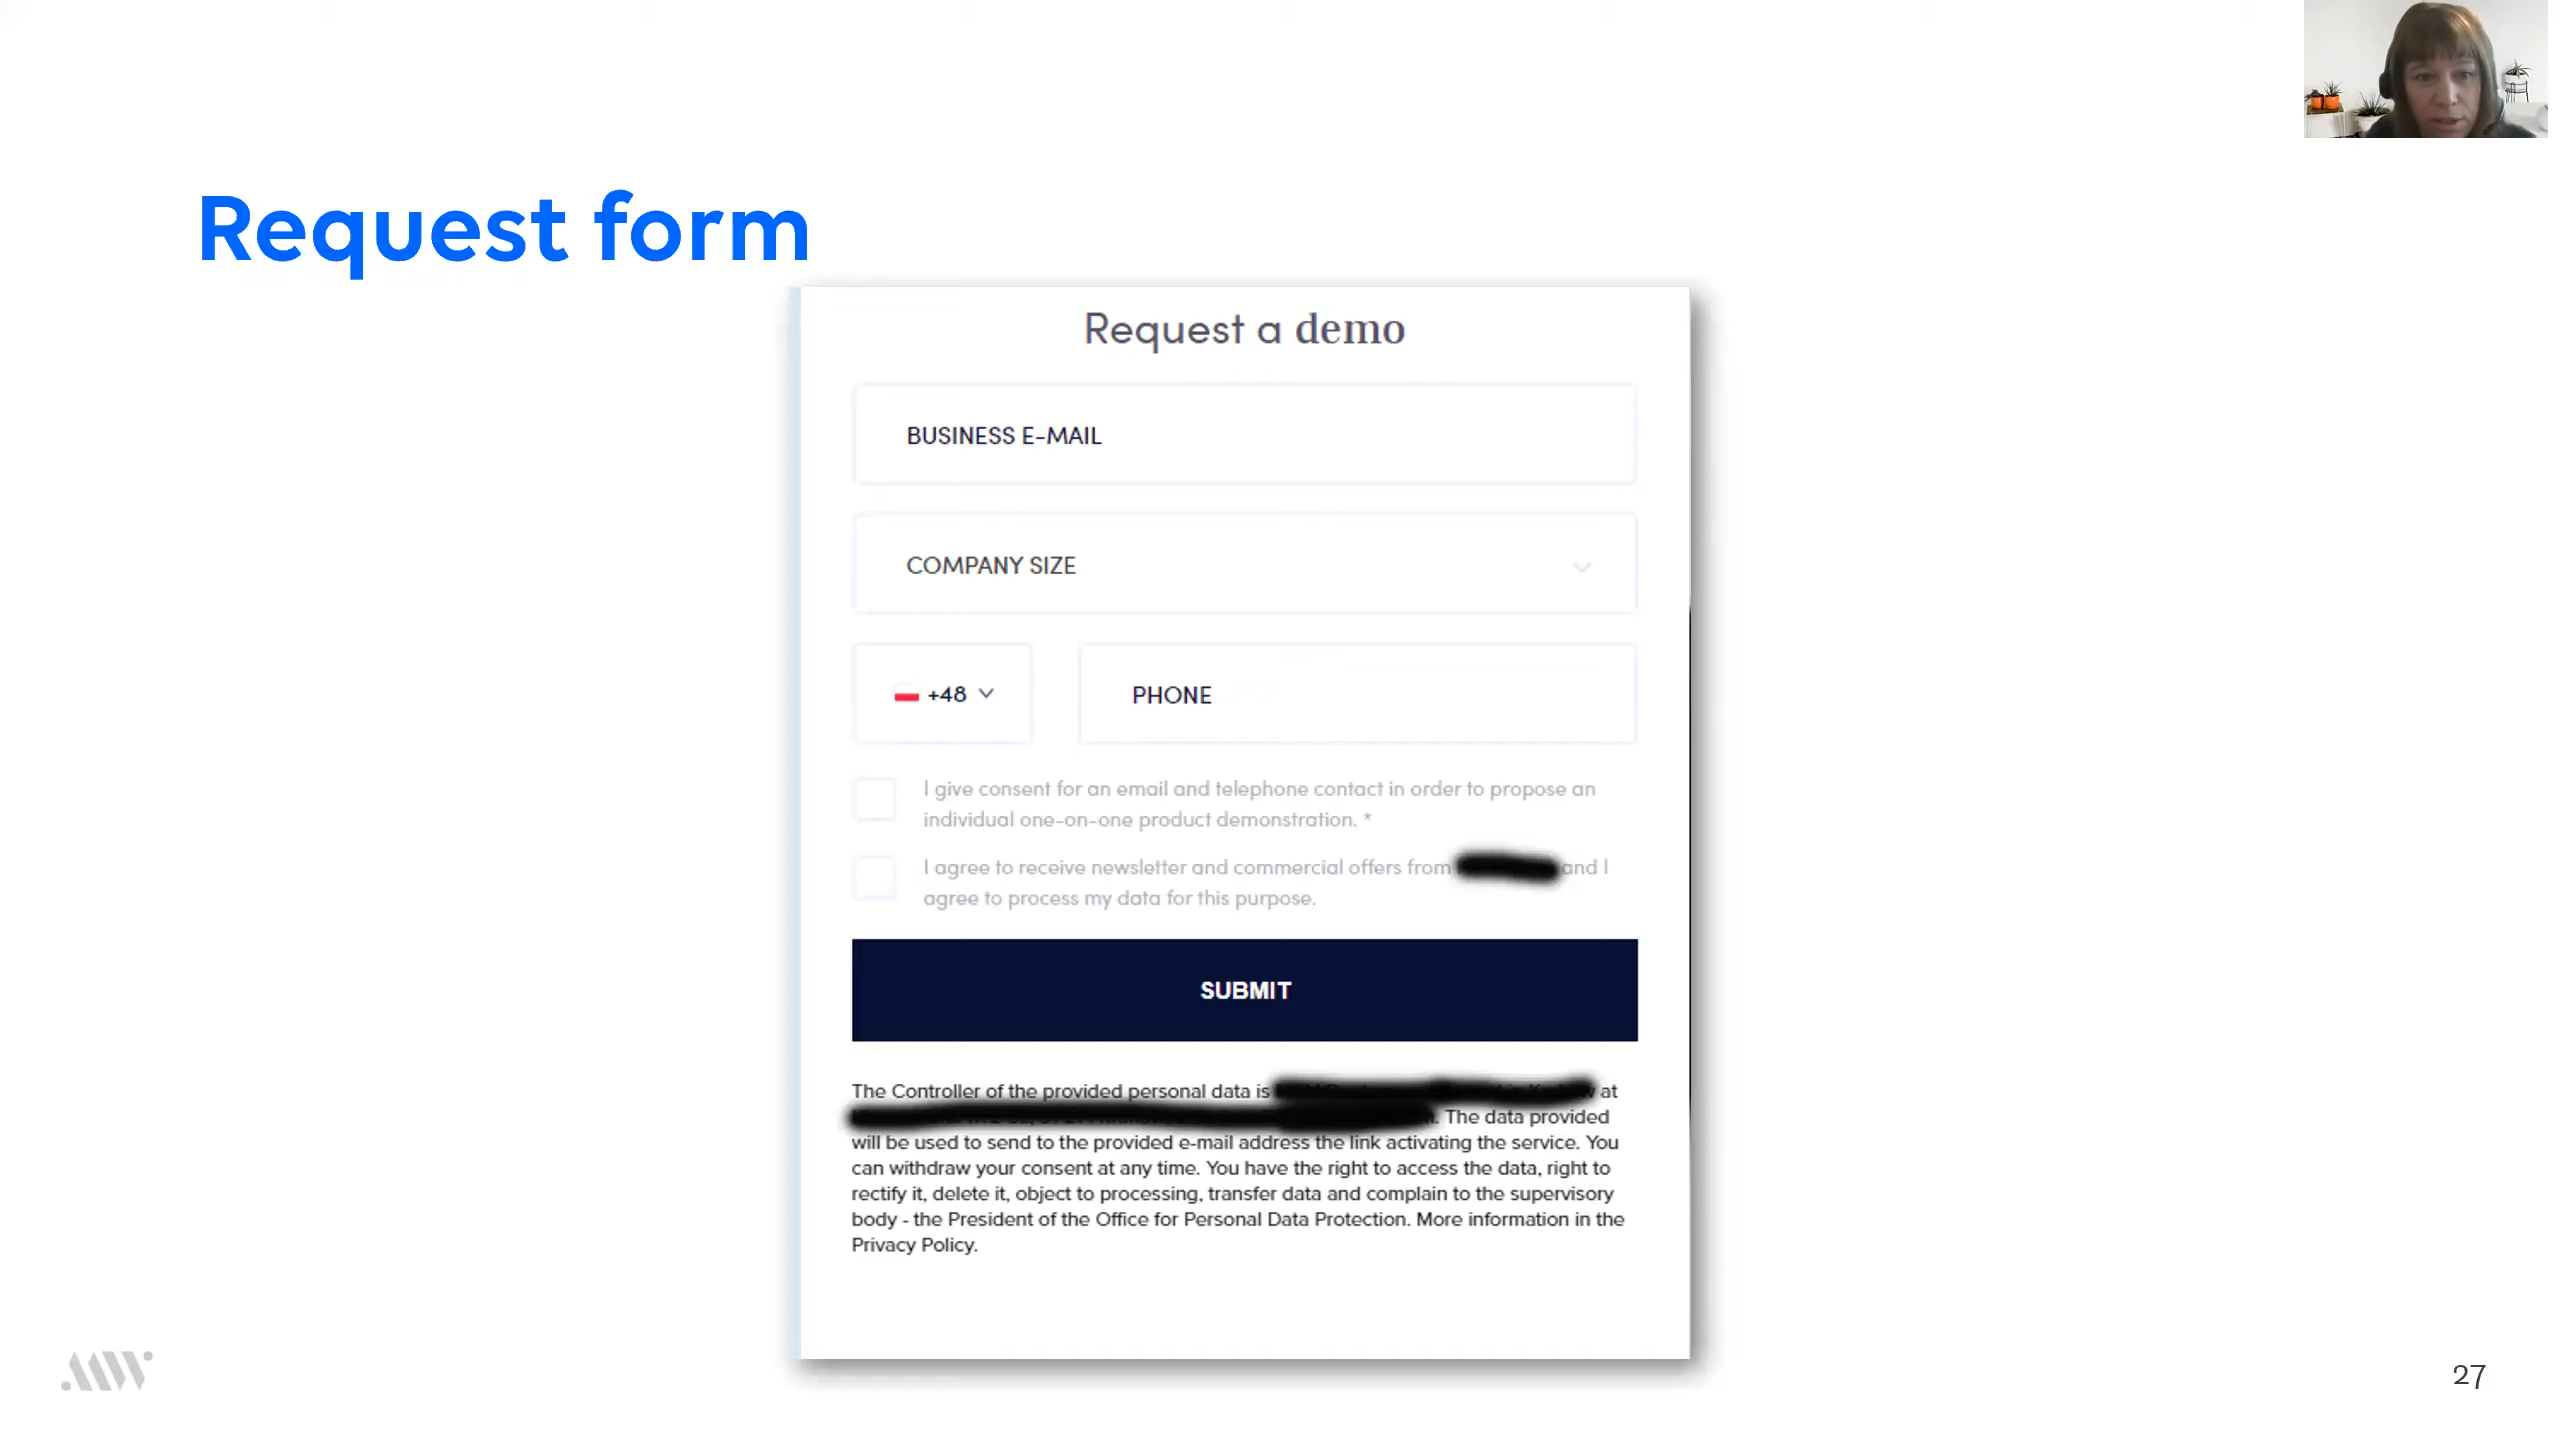 Request form
Request a demo
BUSINESS E-MAIL
COMPANY SIZE
+48
PHONE
I give consent for an email and telephone contact in order to propose an
individual one-on-one product demonstration. *
I agree to receive newsletter and commercial offers from and I
agree to process my data for this purpose.
SUBMIT
The Controller of the provided personal data is at
. The data provided
will be used to send to the provided e-mail address the link activating the service. You
can withdraw your consent at any time. You have the right to access the data, right to
rectify it, delete it, object to processing, transfer data and complain to the supervisory
body - the President of the Office for Personal Data Protection. More information in the
Privacy Policy.
27